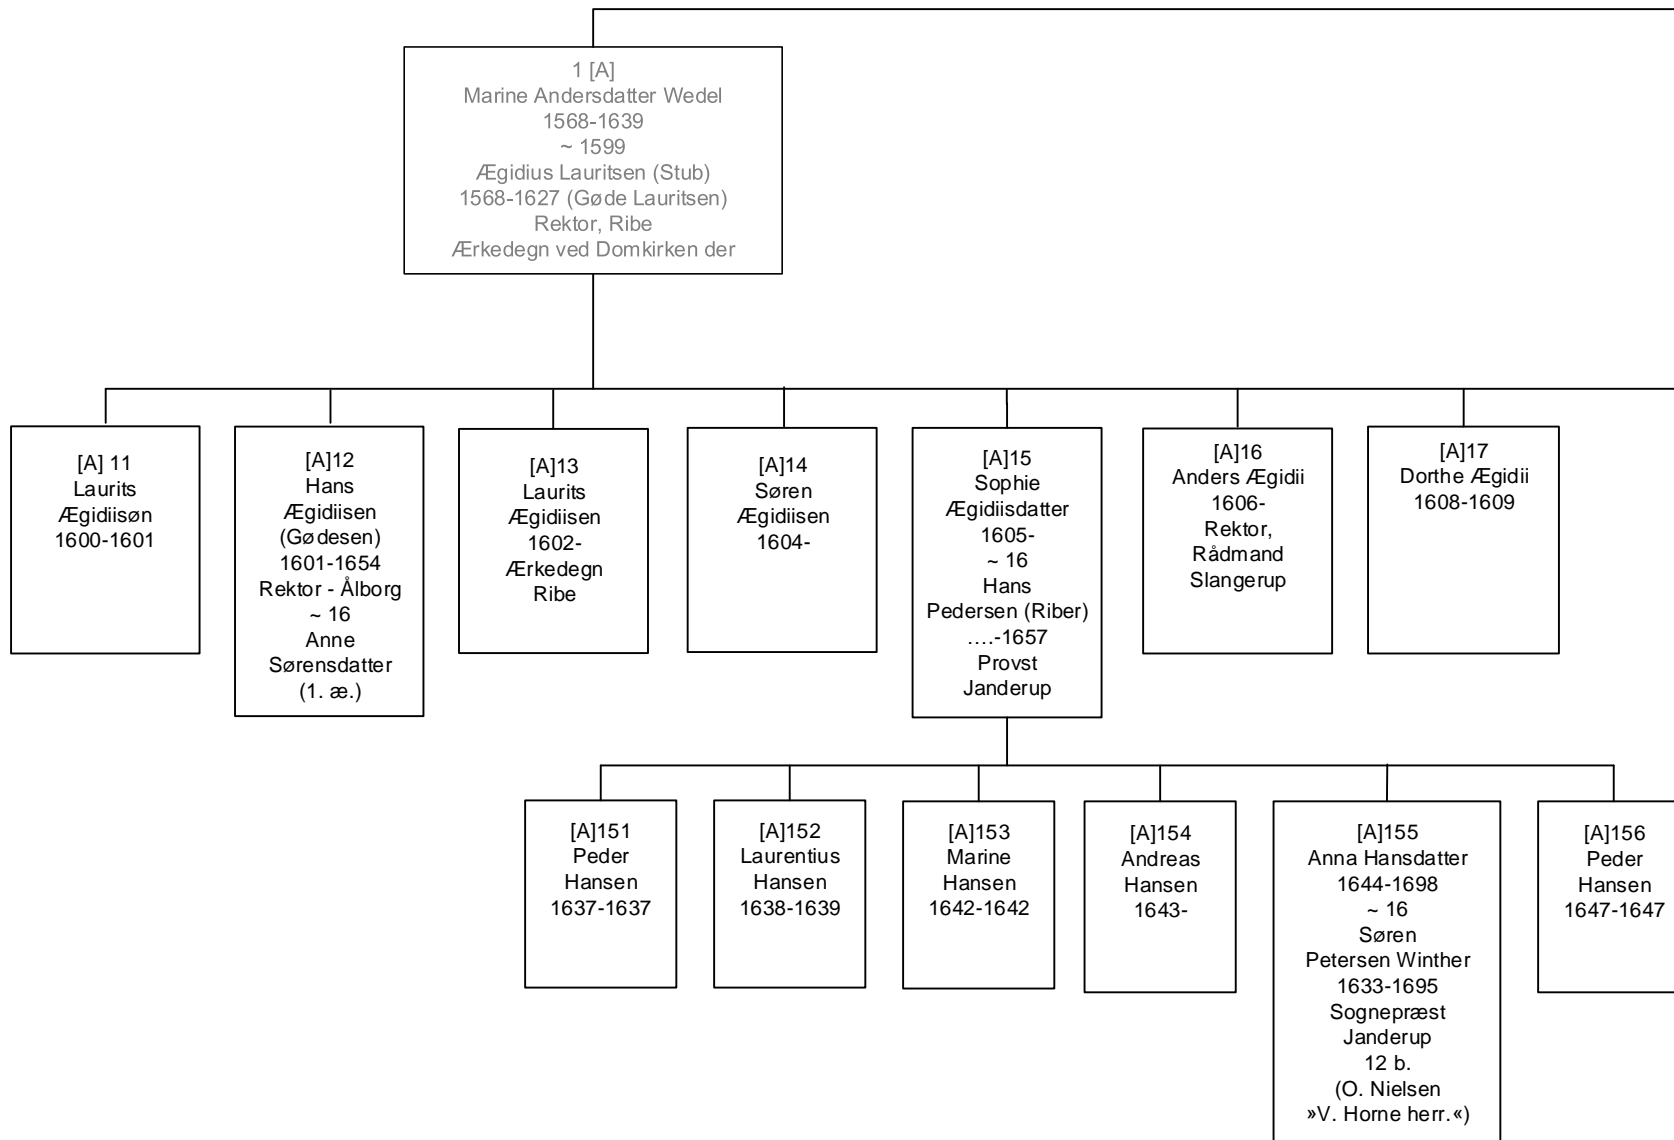 1 [A]
Marine Andersdatter Wedel
1568-1639
~ 1599
Ægidius Lauritsen (Stub)
1568-1627 (Gøde Lauritsen)
Rektor, Ribe
Ærkedegn ved Domkirken der
[A] 11
Laurits
Ægidiisøn
1600-1601
[A]12
Hans
Ægidiisen
(Gødesen)
1601-1654
Rektor - Ålborg
~ 16
Anne
Sørensdatter
(1. æ.)
[A]13
Laurits
Ægidiisen
1602-
Ærkedegn
Ribe
[A]14
Søren
Ægidiisen
1604-
[A]15
Sophie
Ægidiisdatter
1605-
~ 16
Hans
Pedersen (Riber)
….-1657
Provst
Janderup
[A]16
Anders Ægidii
1606-
Rektor,
Rådmand
Slangerup
[A]17
Dorthe Ægidii
1608-1609
[A]151
Peder
Hansen
1637-1637
[A]152
Laurentius
Hansen
1638-1639
[A]153
Marine
Hansen
1642-1642
[A]154
Andreas
Hansen
1643-
[A]155
Anna Hansdatter
1644-1698
~ 16
Søren
Petersen Winther
1633-1695
Sognepræst
Janderup
12 b.
(O. Nielsen
»V. Horne herr.«)
[A]156
Peder
Hansen
1647-1647